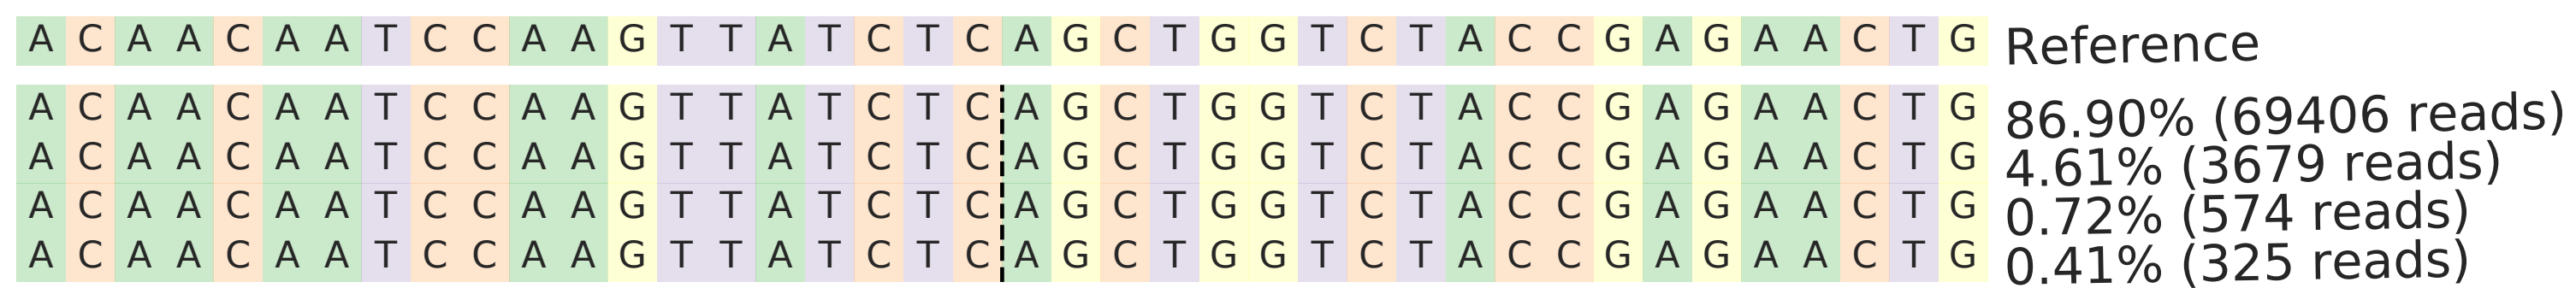 A C A A C A A T C C A A G T T A T C T C A G C T G G T C T A C C G A G A A C T G Reference
A C A A C A A T C C A A G T T A T C T C A G C T G G T C T A C C G A G A A C T G 86.90% (69406 reads)
A C A A C A A T C C A A G T T A T C T C A G C T G G T C T A C C G A G A A C T G 4.61% (3679 reads)
A C A A C A A T C C A A G T T A T C T C A G C T G G T C T A C C G A G A A C T G 0.72% (574 reads)
A C A A C A A T C C A A G T T A T C T C A G C T G G T C T A C C G A G A A C T G 0.41% (325 reads)